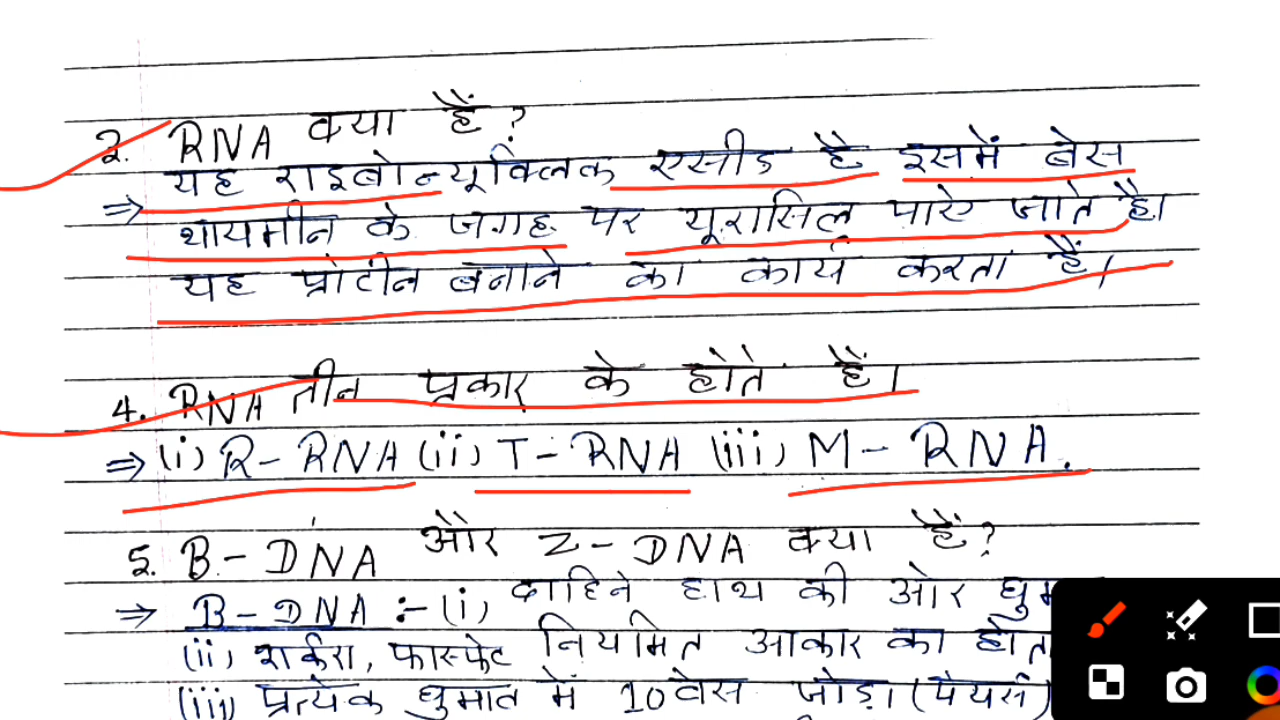 3. RNA क्या हैं?
यह राइबोन्यूक्लिक एसीड है इसमें बेस
⇒ थायमीन के जगह पर यूरासिल पाऐ जाते है।
यह प्रोटीन बनाने का कार्य करता हैं।
4. RNA तीन प्रकार के होते हैं।
⇒ (i) R-RNA (ii) T-RNA (iii) M-RNA.
5. B-DNA और Z-DNA क्या हैं?
⇒ B-DNA :- (i) दाहिने हाथ की ओर
(ii) शर्करा, फास्फेट नियमित आकार का होता
(iii) प्रत्येक घुमात में 10 वेस जोड़ा (पैयर्स)